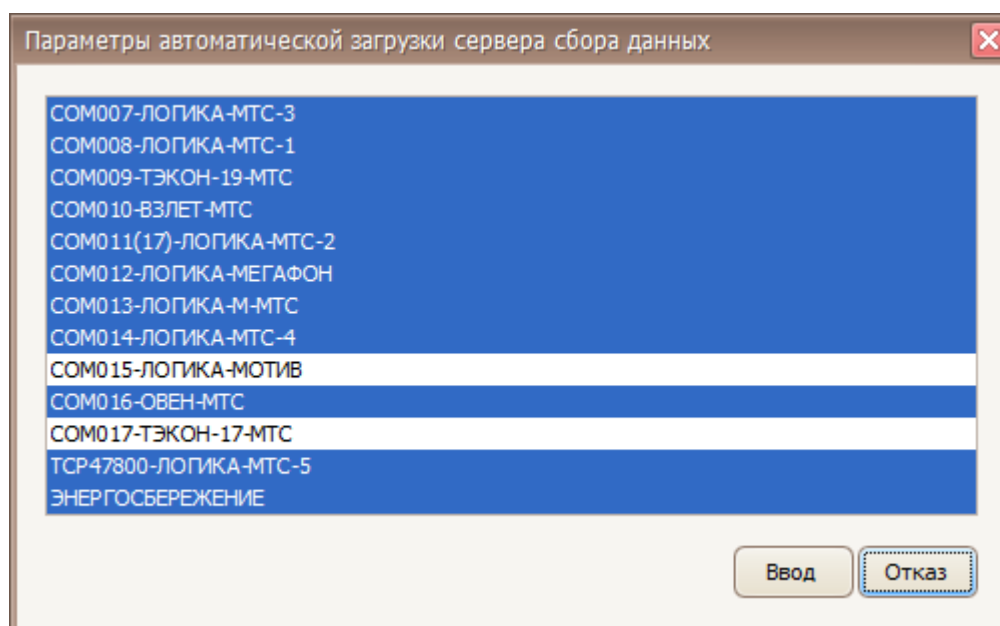 Параметры автоматической загрузки сервера сбора данных
COM007-ЛОГИКА-МТС-3
COM008-ЛОГИКА-МТС-1
COM009-ТЭКОН-19-МТС
COM010-ВЗЛЕТ-МТС
COM011(17)-ЛОГИКА-МТС-2
COM012-ЛОГИКА-МЕГАФОН
COM013-ЛОГИКА-М-МТС
COM014-ЛОГИКА-МТС-4
COM015-ЛОГИКА-МОТИВ
COM016-ОВЕН-МТС
COM017-ТЭКОН-17-МТС
TCP47800-ЛОГИКА-МТС-5
ЭНЕРГОСБЕРЕЖЕНИЕ
Ввод Отказ